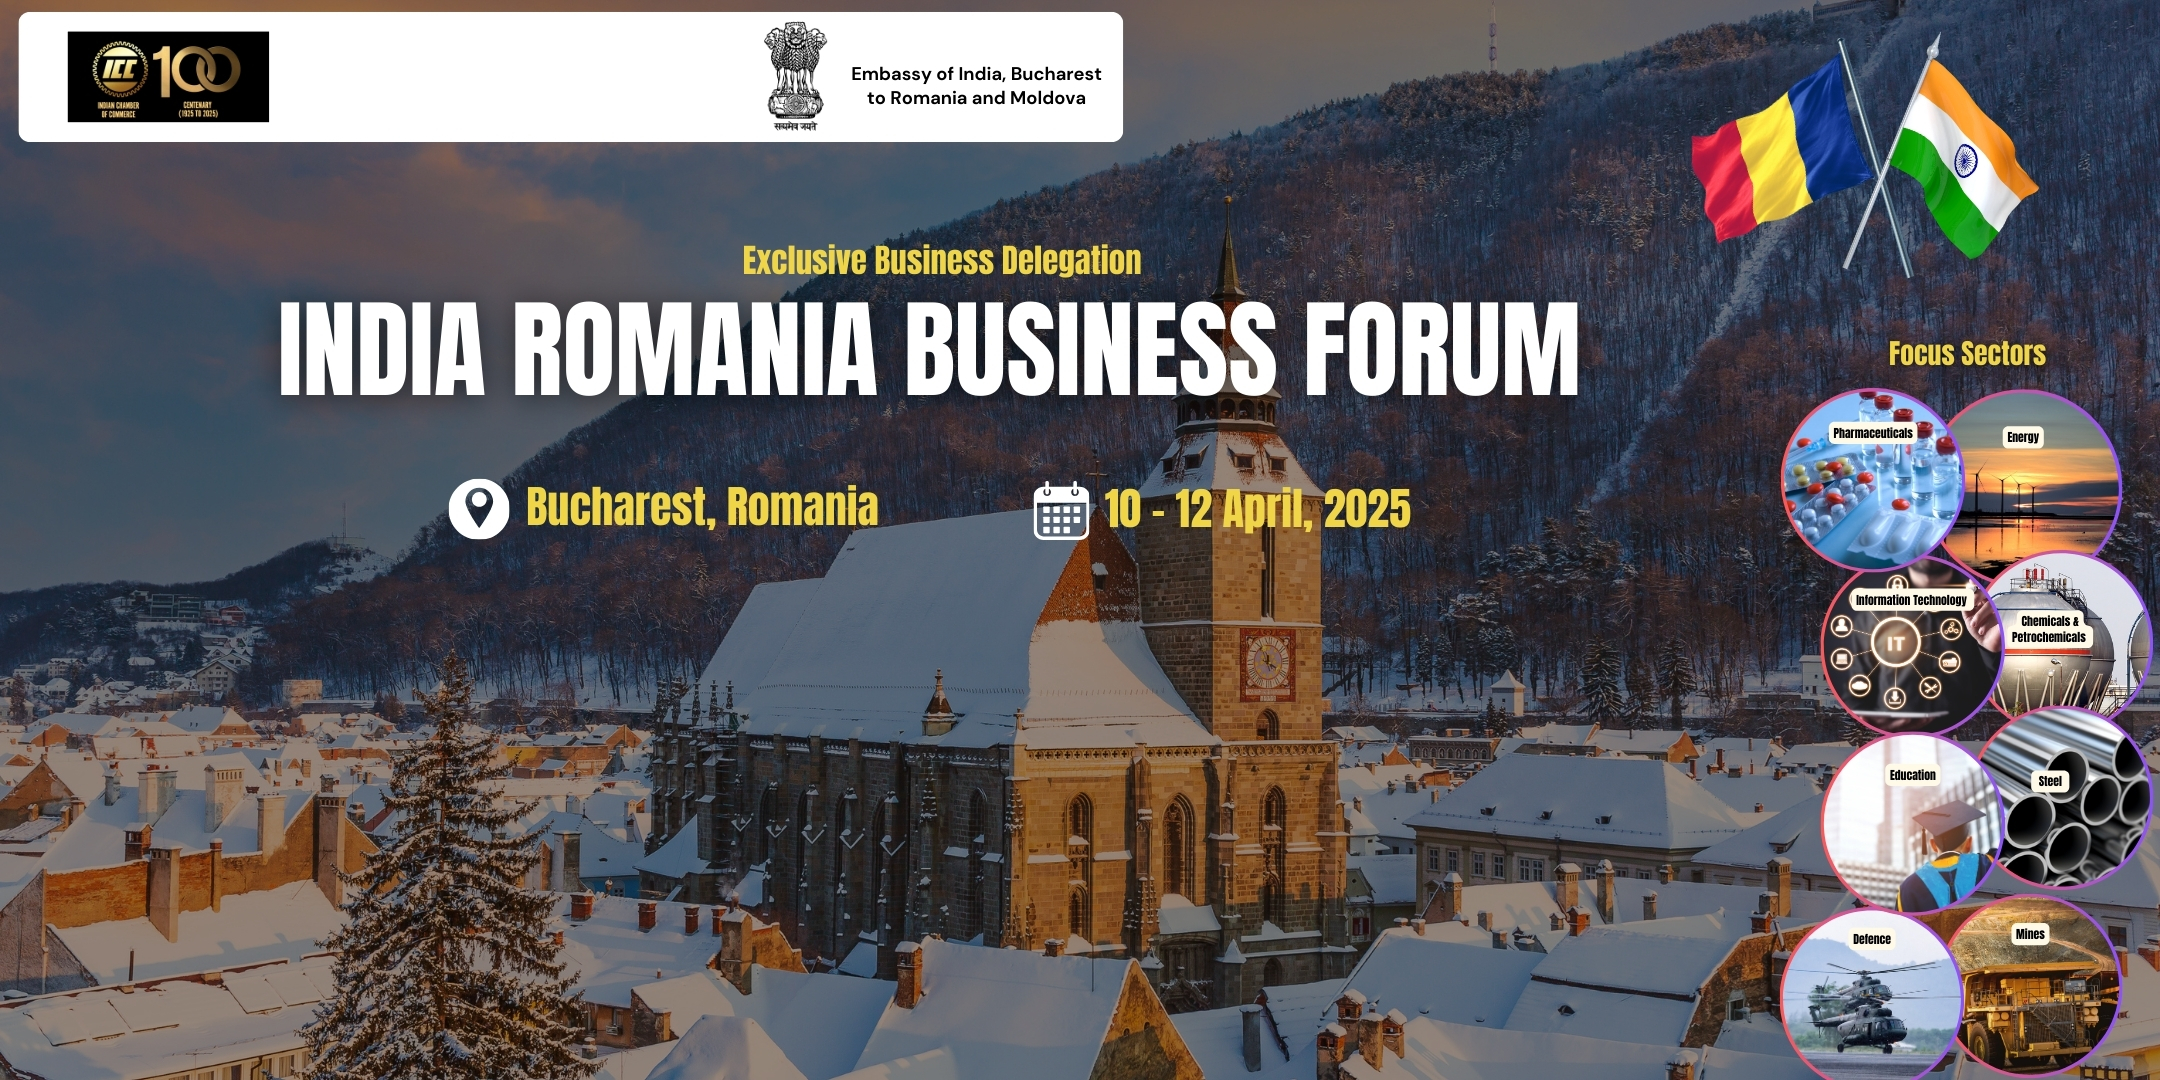 ICC
100
INDIAN CHAMBER
OF COMMERCE
CENTENARY
(1925 TO 2025)
सत्यमेव जयते
Embassy of India, Bucharest
to Romania and Moldova
Exclusive Business Delegation
INDIA ROMANIA BUSINESS FORUM
Bucharest, Romania
10 - 12 April, 2025
Focus Sectors
Pharmaceuticals
Energy
Information Technology
IT
Chemicals &
Petrochemicals
Education
Steel
Defence
Mines